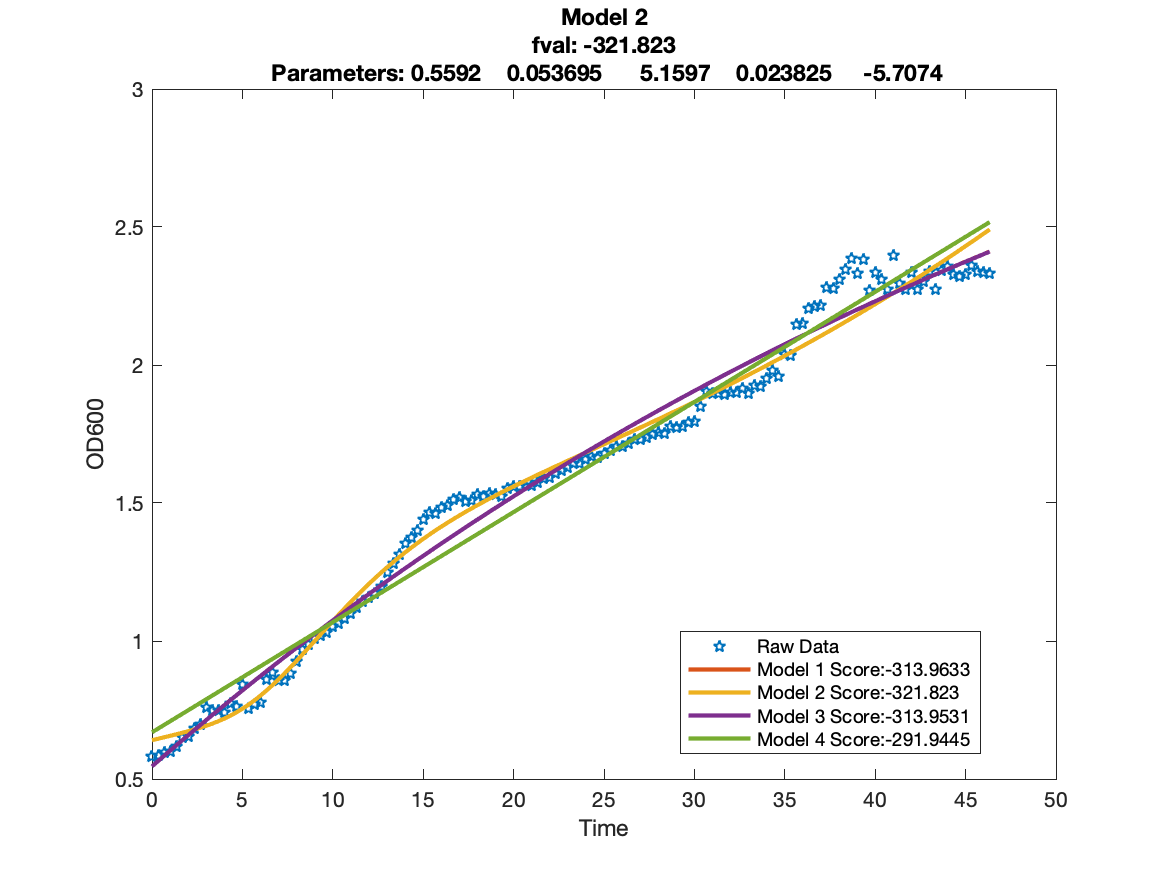 Model 2
fval: -321.823
Parameters: 0.5592 0.053695 5.1597 0.023825 -5.7074
3
2.5
2
1.5
1
0.5
OD600
0 5 10 15 20 25 30 35 40 45 50
Time
Raw Data
Model 1 Score:-313.9633
Model 2 Score:-321.823
Model 3 Score:-313.9531
Model 4 Score:-291.9445